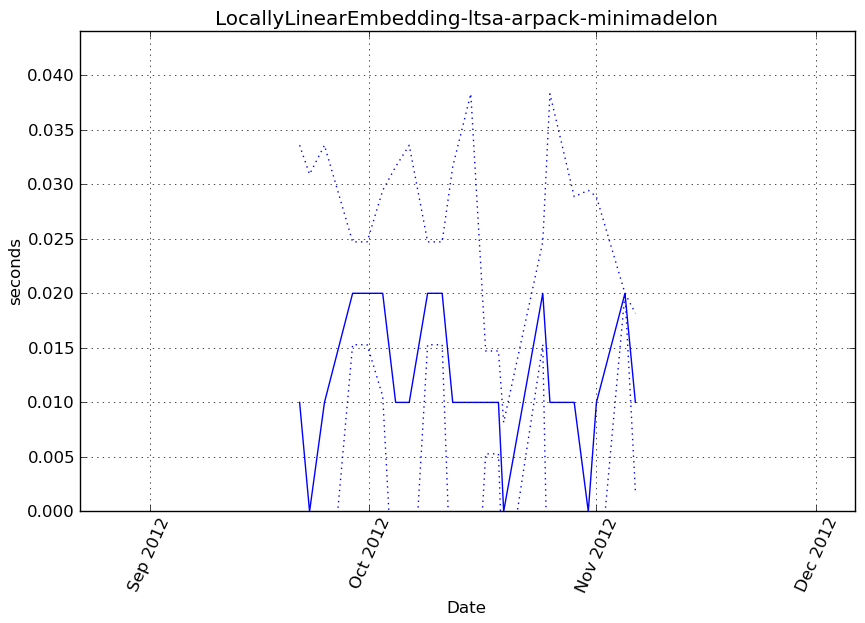 LocallyLinearEmbedding-ltsa-arpack-minimadelon
0.040
0.035
0.030
0.025
0.020
0.015
0.010
0.005
0.000
seconds
Sep 2012
Oct 2012
Nov 2012
Dec 2012
Date